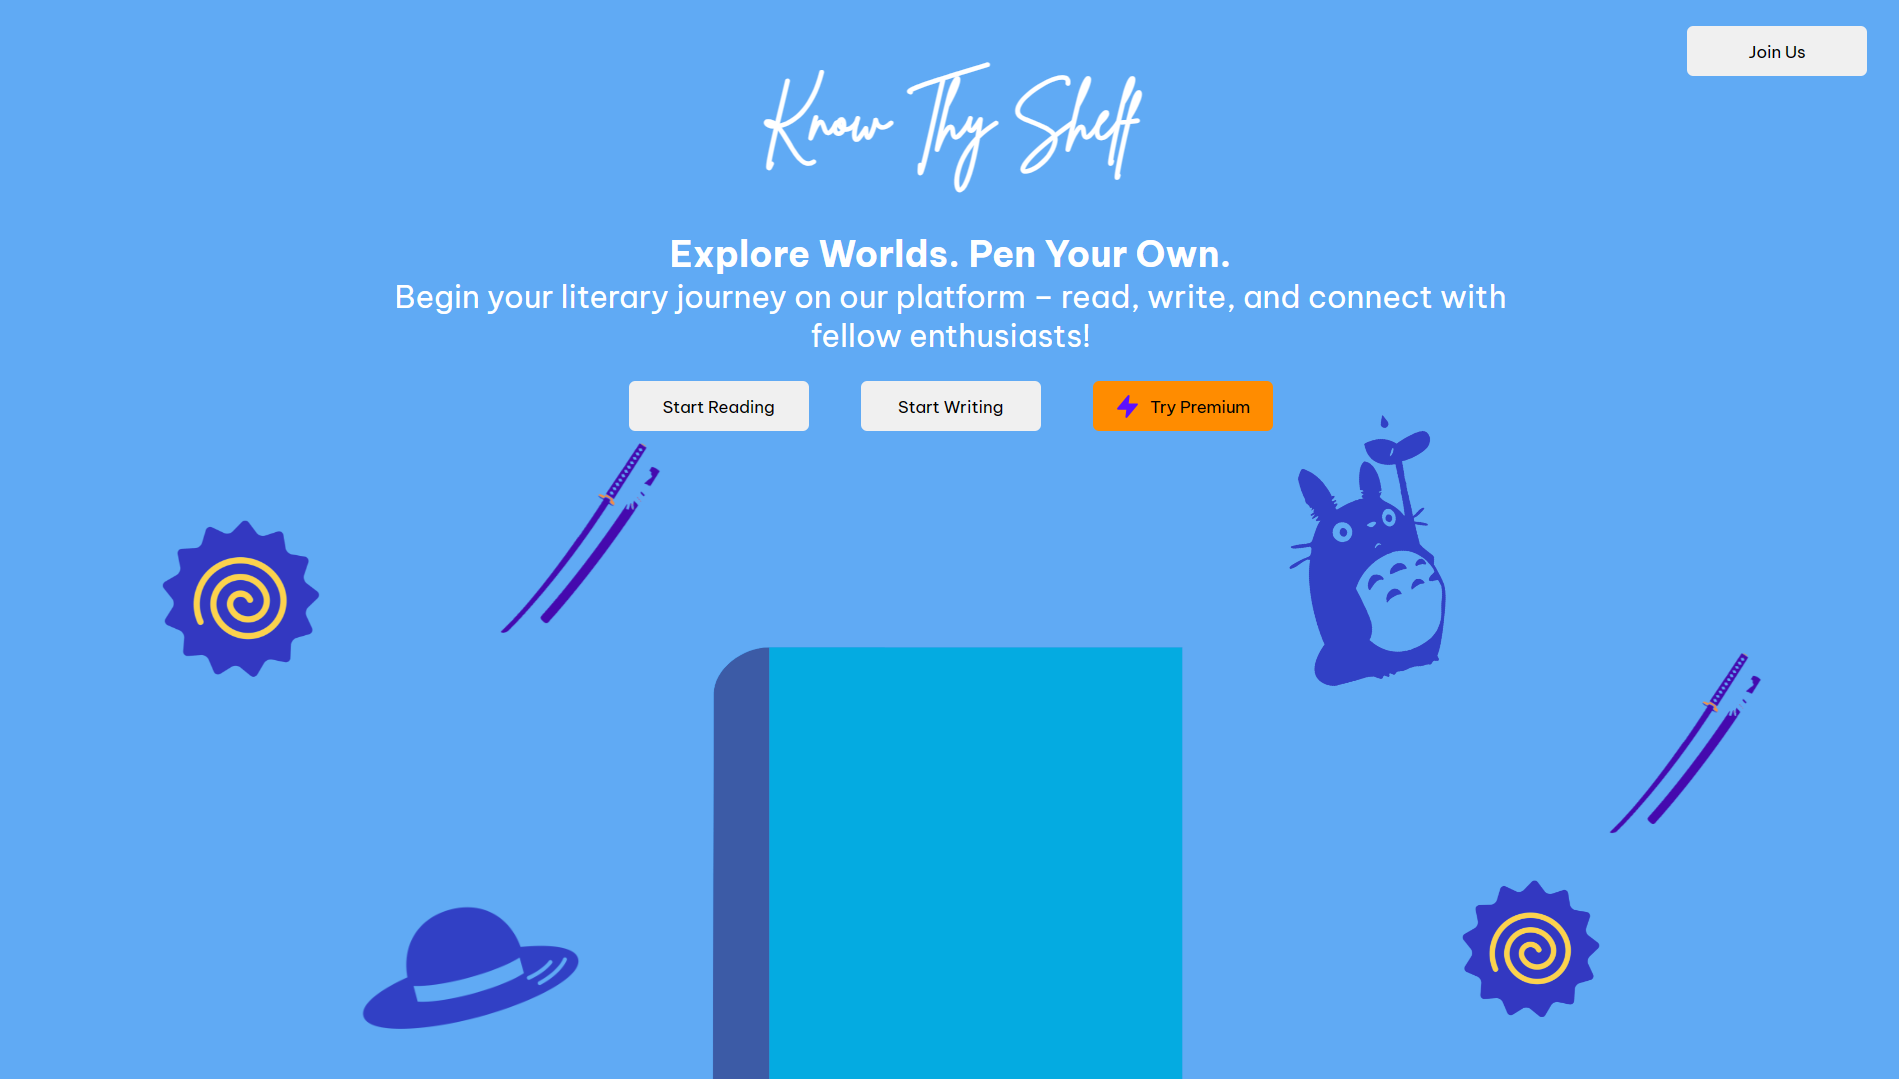 Join Us
Know Thy Shelf
Explore Worlds. Pen Your Own.
Begin your literary journey on our platform – read, write, and connect with
fellow enthusiasts!
Start Reading
Start Writing
Try Premium